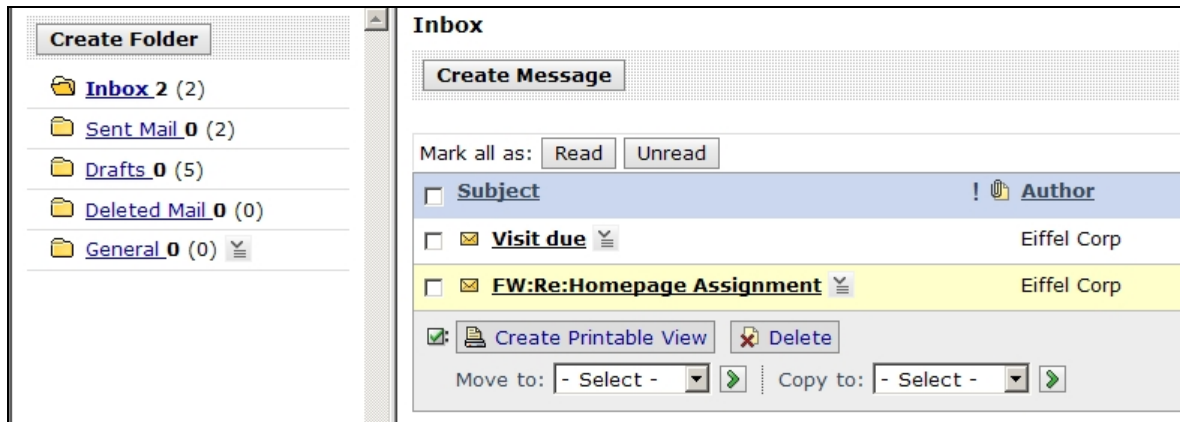 Create Folder
Inbox 2 (2)
Sent Mail 0 (2)
Drafts 0 (5)
Deleted Mail 0 (0)
General 0 (0)
Inbox
Create Message
Mark all as: Read Unread
Subject ! Author
Visit due Eiffel Corp
FW:Re:Homepage Assignment Eiffel Corp
: Create Printable View Delete
Move to: - Select - Copy to: - Select -